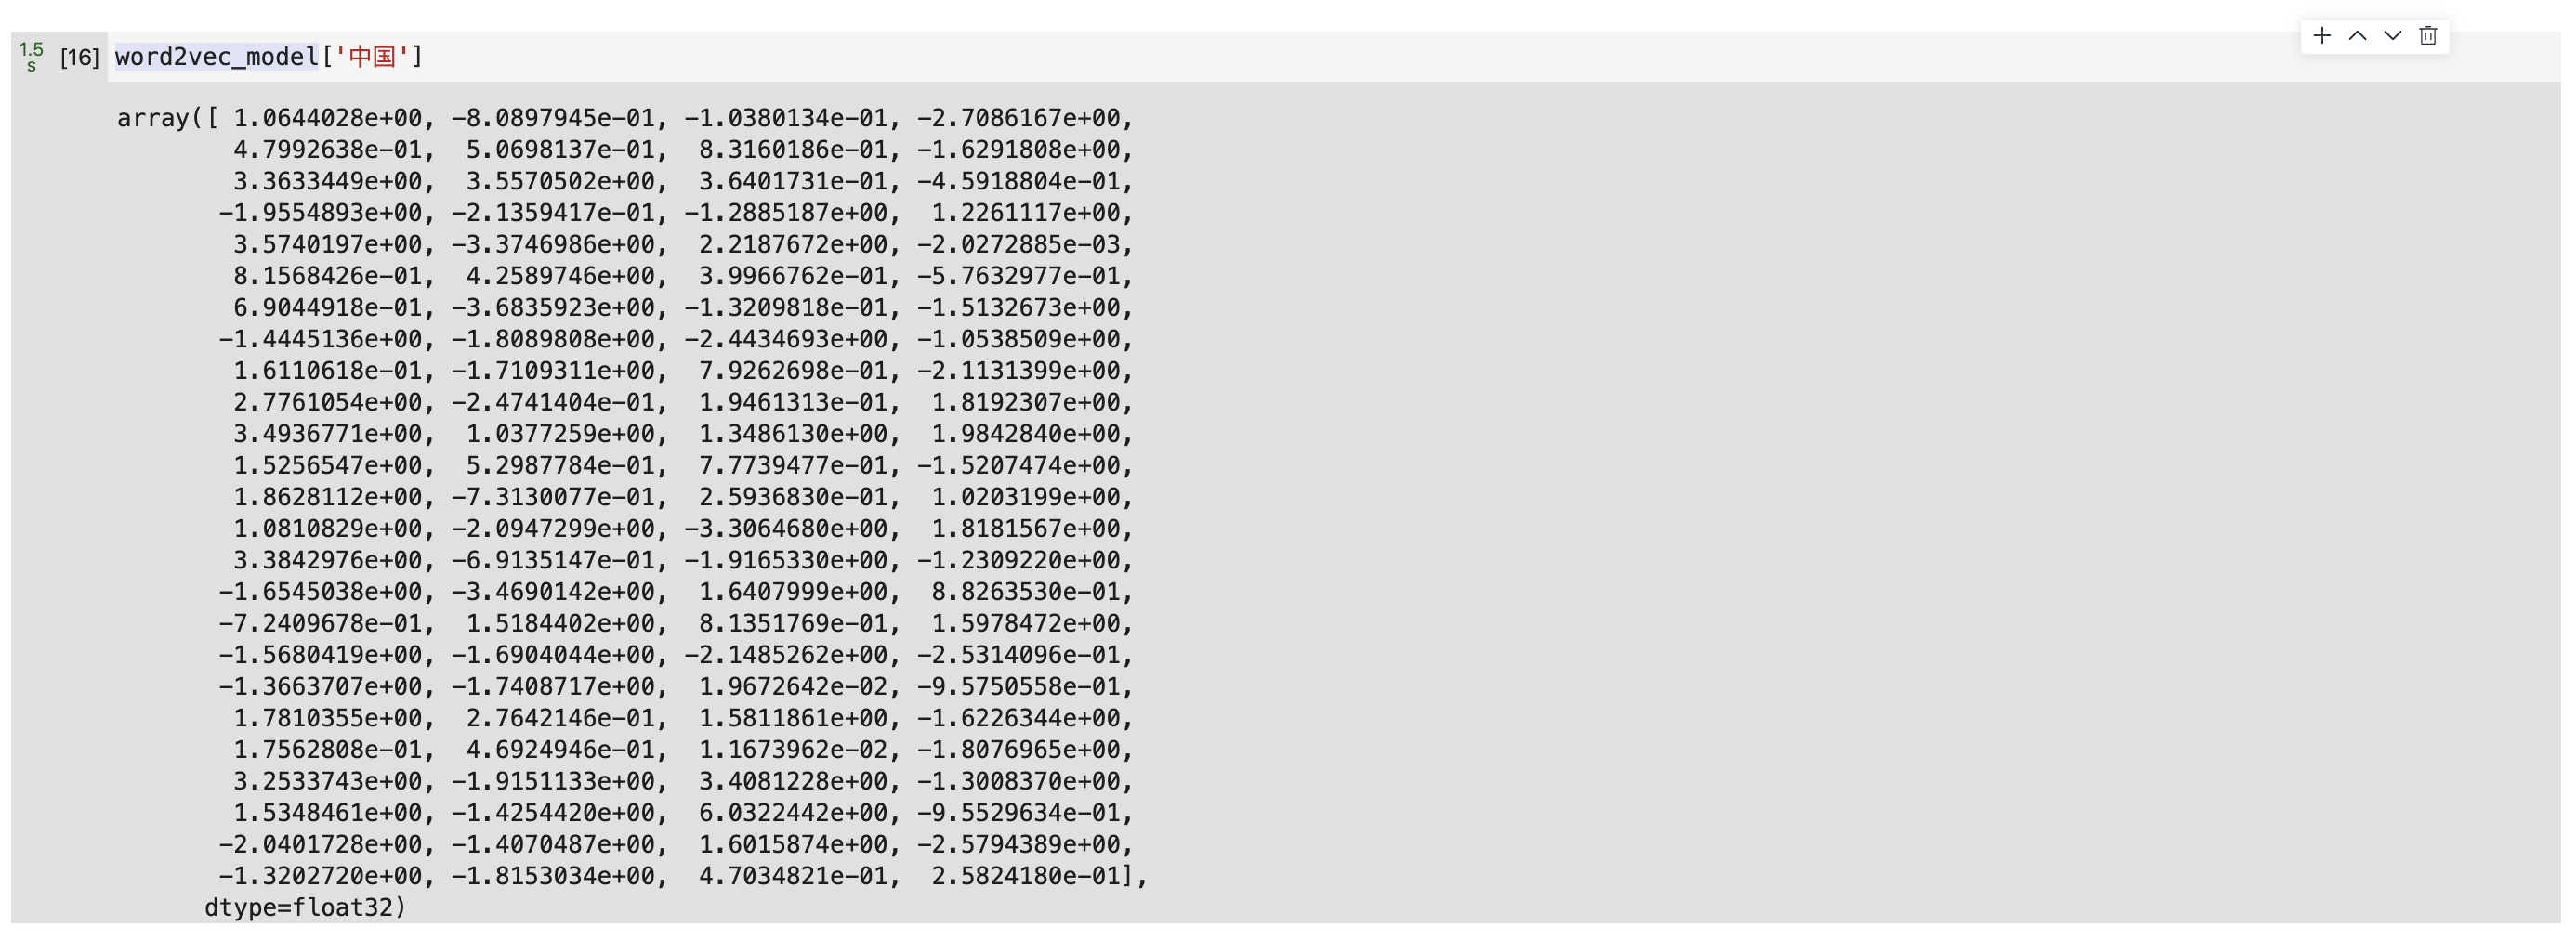 1.5
s
[16] word2vec_model['中国']
array([ 1.0644028e+00, -8.0897945e-01, -1.0380134e-01, -2.7086167e+00,
4.7992638e-01, 5.0698137e-01, 8.3160186e-01, -1.6291808e+00,
3.3633449e+00, 3.5570502e+00, 3.6401731e-01, -4.5918804e-01,
-1.9554893e+00, -2.1359417e-01, -1.2885187e+00, 1.2261117e+00,
3.5740197e+00, -3.3746986e+00, 2.2187672e+00, -2.0272885e-03,
8.1568426e-01, 4.2589746e+00, 3.9966762e-01, -5.7632977e-01,
6.9044918e-01, -3.6835923e+00, -1.3209818e-01, -1.5132673e+00,
-1.4445136e+00, -1.8089808e+00, -2.4434693e+00, -1.0538509e+00,
1.6110618e-01, -1.7109311e+00, 7.9262698e-01, -2.1131399e+00,
2.7761054e+00, -2.4741404e-01, 1.9461313e-01, 1.8192307e+00,
3.4936771e+00, 1.0377259e+00, 1.3486130e+00, 1.9842840e+00,
1.5256547e+00, 5.2987784e-01, 7.7739477e-01, -1.5207474e+00,
1.8628112e+00, -7.3130077e-01, 2.5936830e-01, 1.0203199e+00,
1.0810829e+00, -2.0947299e+00, -3.3064680e+00, 1.8181567e+00,
3.3842976e+00, -6.9135147e-01, -1.9165330e+00, -1.2309220e+00,
-1.6545038e+00, -3.4690142e+00, 1.6407999e+00, 8.8263530e-01,
-7.2409678e-01, 1.5184402e+00, 8.1351769e-01, 1.5978472e+00,
-1.5680419e+00, -1.6904044e+00, -2.1485262e+00, -2.5314096e-01,
-1.3663707e+00, -1.7408717e+00, 1.9672642e-02, -9.5750558e-01,
1.7810355e+00, 2.7642146e-01, 1.5811861e+00, -1.6226344e+00,
1.7562808e-01, 4.6924946e-01, 1.1673962e-02, -1.8076965e+00,
3.2533743e+00, -1.9151133e+00, 3.4081228e+00, -1.3008370e+00,
1.5348461e+00, -1.4254420e+00, 6.0322442e+00, -9.5529634e-01,
-2.0401728e+00, -1.4070487e+00, 1.6015874e+00, -2.5794389e+00,
-1.3202720e+00, -1.8153034e+00, 4.7034821e-01, 2.5824180e-01],
dtype=float32)